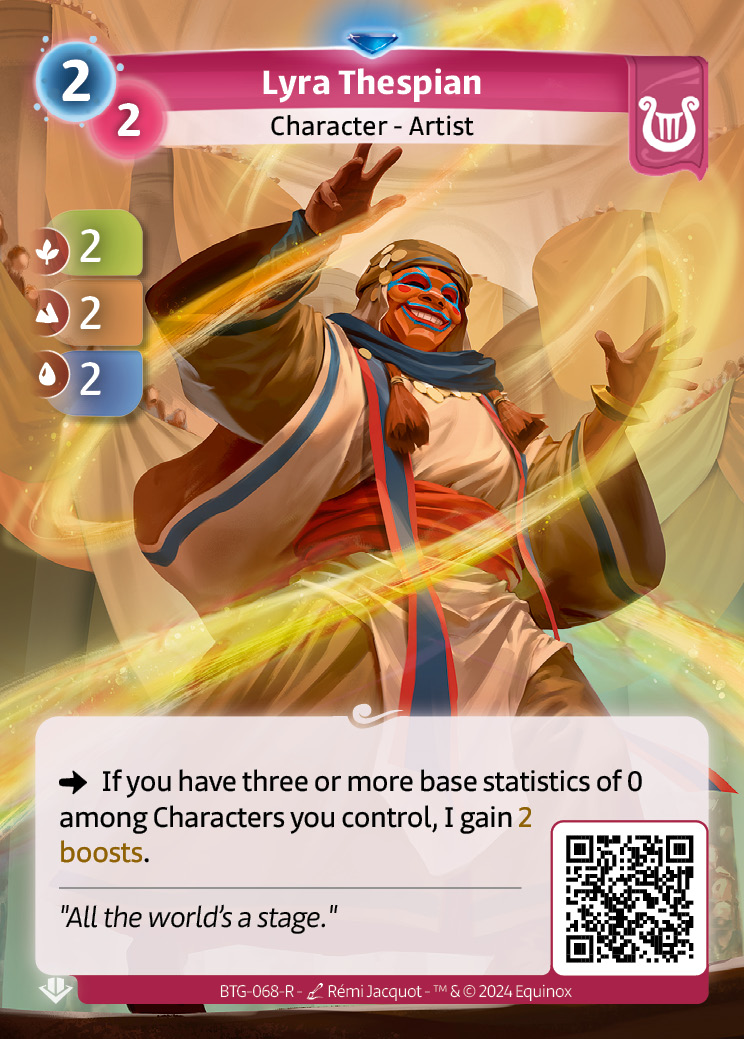 2
Lyra Thespian
2
Character - Artist
2
2
2
If you have three or more base statistics of 0
among Characters you control, I gain 2
boosts.
"All the world's a stage."
BTG-068-R - Rémi Jacquot - ™ & © 2024 Equinox